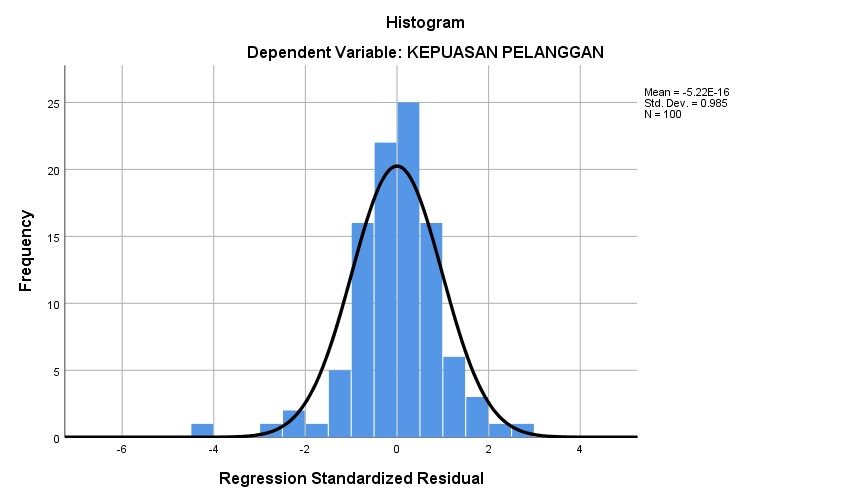 Histogram
Dependent Variable: KEPUASAN PELANGGAN
Mean = -5.22E-16
Std. Dev. = 0.985
N = 100
Frequency
25
20
15
10
5
0
-6 -4 -2 0 2 4
Regression Standardized Residual